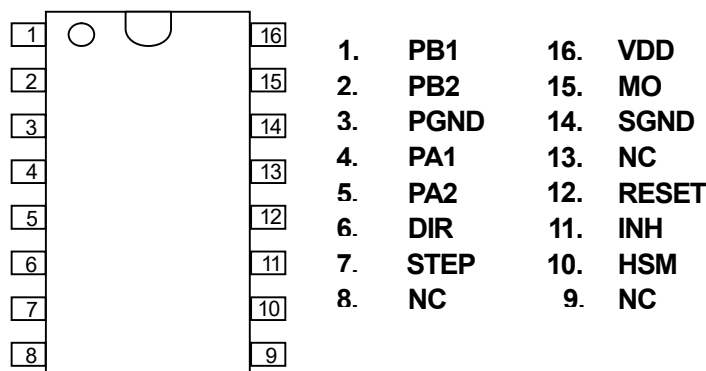 1 16
2 15
3 14
4 13
5 12
6 11
7 10
8 9
1. PB1 16. VDD
2. PB2 15. MO
3. PGND 14. SGND
4. PA1 13. NC
5. PA2 12. RESET
6. DIR 11. INH
7. STEP 10. HSM
8. NC 9. NC